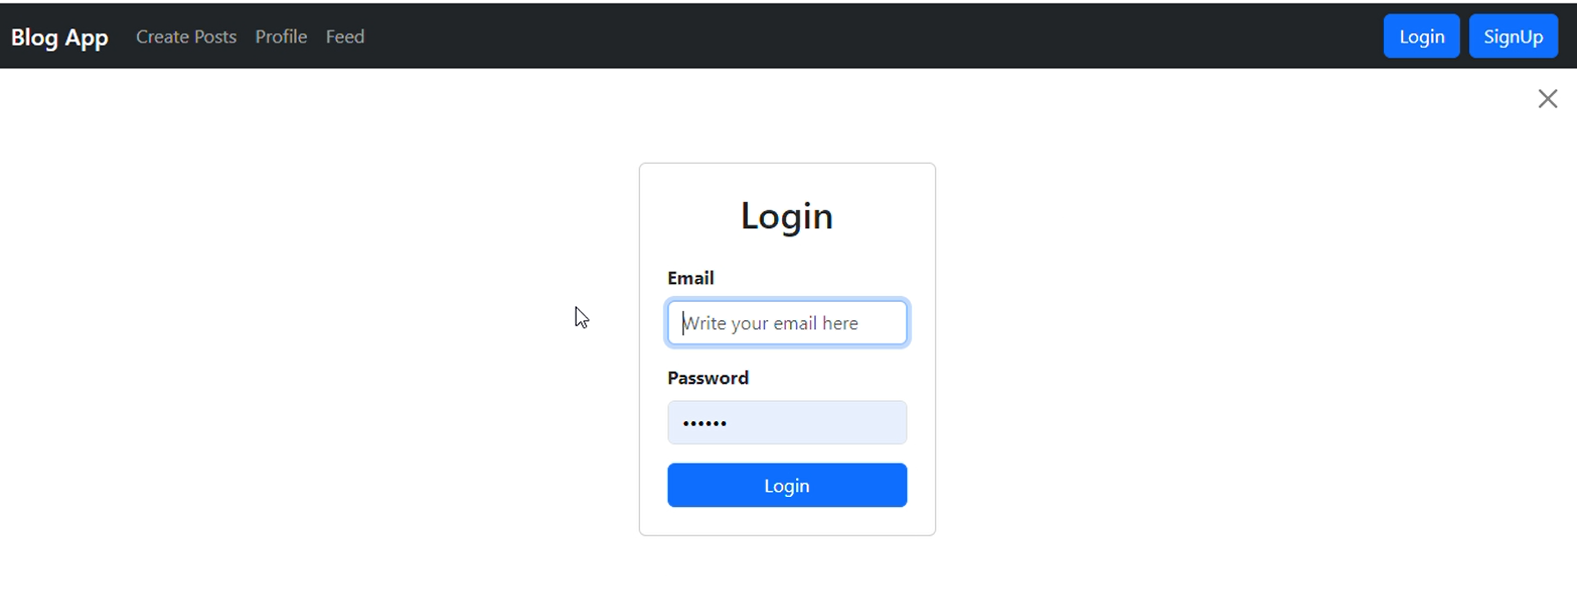 Blog App Create Posts Profile Feed Login SignUp
Login
Email
Write your email here
Password
••••••
Login